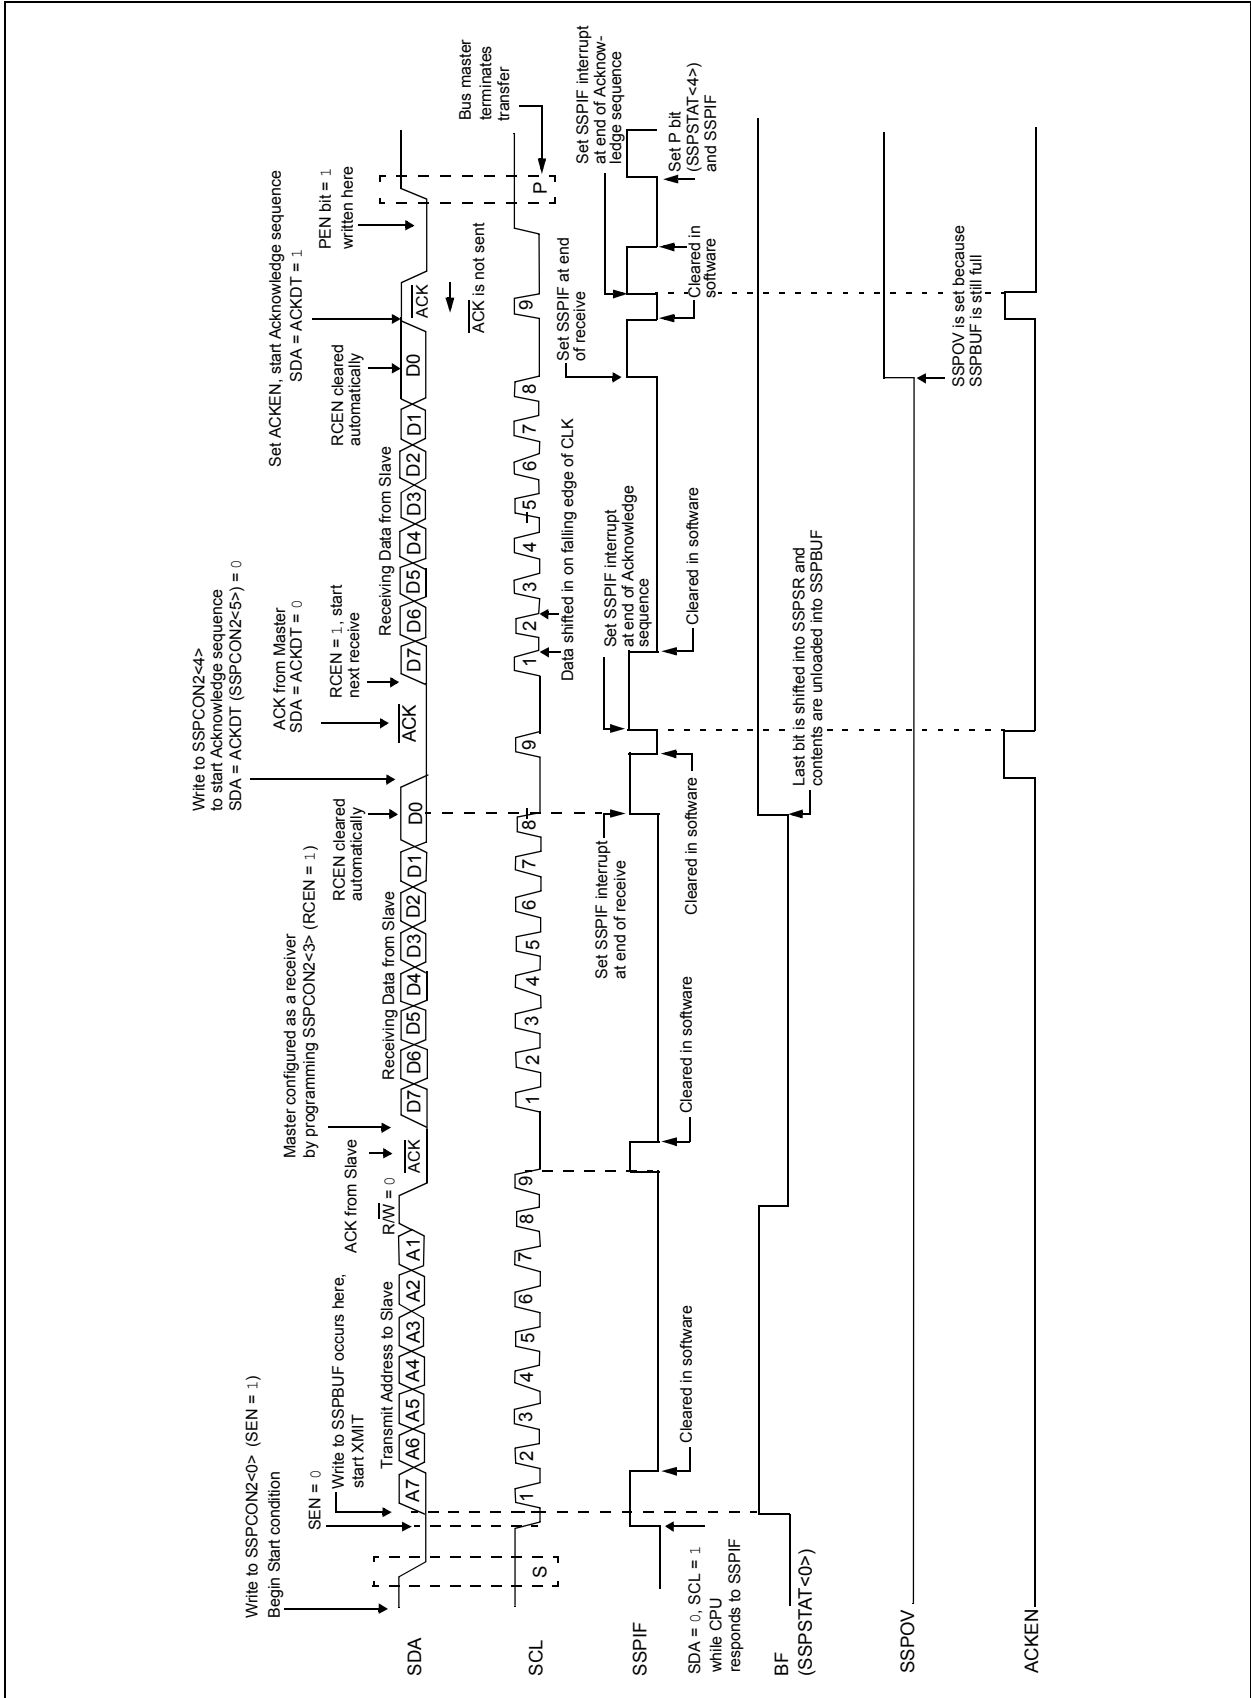 Write to SSPCON2<0> (SEN = 1)
Begin Start condition
SEN = 0
Write to SSPBUF occurs here,
start XMIT
ACK from Slave
Master configured as a receiver
by programming SSPCON2<3> (RCEN = 1)
RCEN cleared
automatically
Write to SSPCON2<4>
to start Acknowledge sequence
SDA = ACKDT (SSPCON2<5>) = 0
ACK from Master
SDA = ACKDT = 0
RCEN = 1, start
next receive
RCEN cleared
automatically
Set ACKEN, start Acknowledge sequence
SDA = ACKDT = 1
PEN bit = 1
written here
Transmit Address to Slave
R/W = 0
Receiving Data from Slave
Receiving Data from Slave
SDA
A7 A6 A5 A4 A3 A2 A1 ACK D7 D6 D5 D4 D3 D2 D1 D0 ACK D7 D6 D5 D4 D3 D2 D1 D0 ACK
ACK is not sent
Bus master
terminates
transfer
SCL
S 1 2 3 4 5 6 7 8 9 1 2 3 4 5 6 7 8 9 1 2 3 4 5 6 7 8 9 P
Data shifted in on falling edge of CLK
Set SSPIF interrupt
at end of receive
Set SSPIF interrupt
at end of Acknowledge
sequence
Set SSPIF at end
of receive
Set SSPIF interrupt
at end of Acknow-
ledge sequence
SSPIF
SDA = 0, SCL = 1
while CPU
responds to SSPIF
Cleared in software
Cleared in software
Cleared in software
Cleared in software
Cleared in
software
Set P bit
(SSPSTAT<4>)
and SSPIF
BF
(SSPSTAT<0>)
Last bit is shifted into SSPSR and
contents are unloaded into SSPBUF
SSPOV
SSPOV is set because
SSPBUF is still full
ACKEN